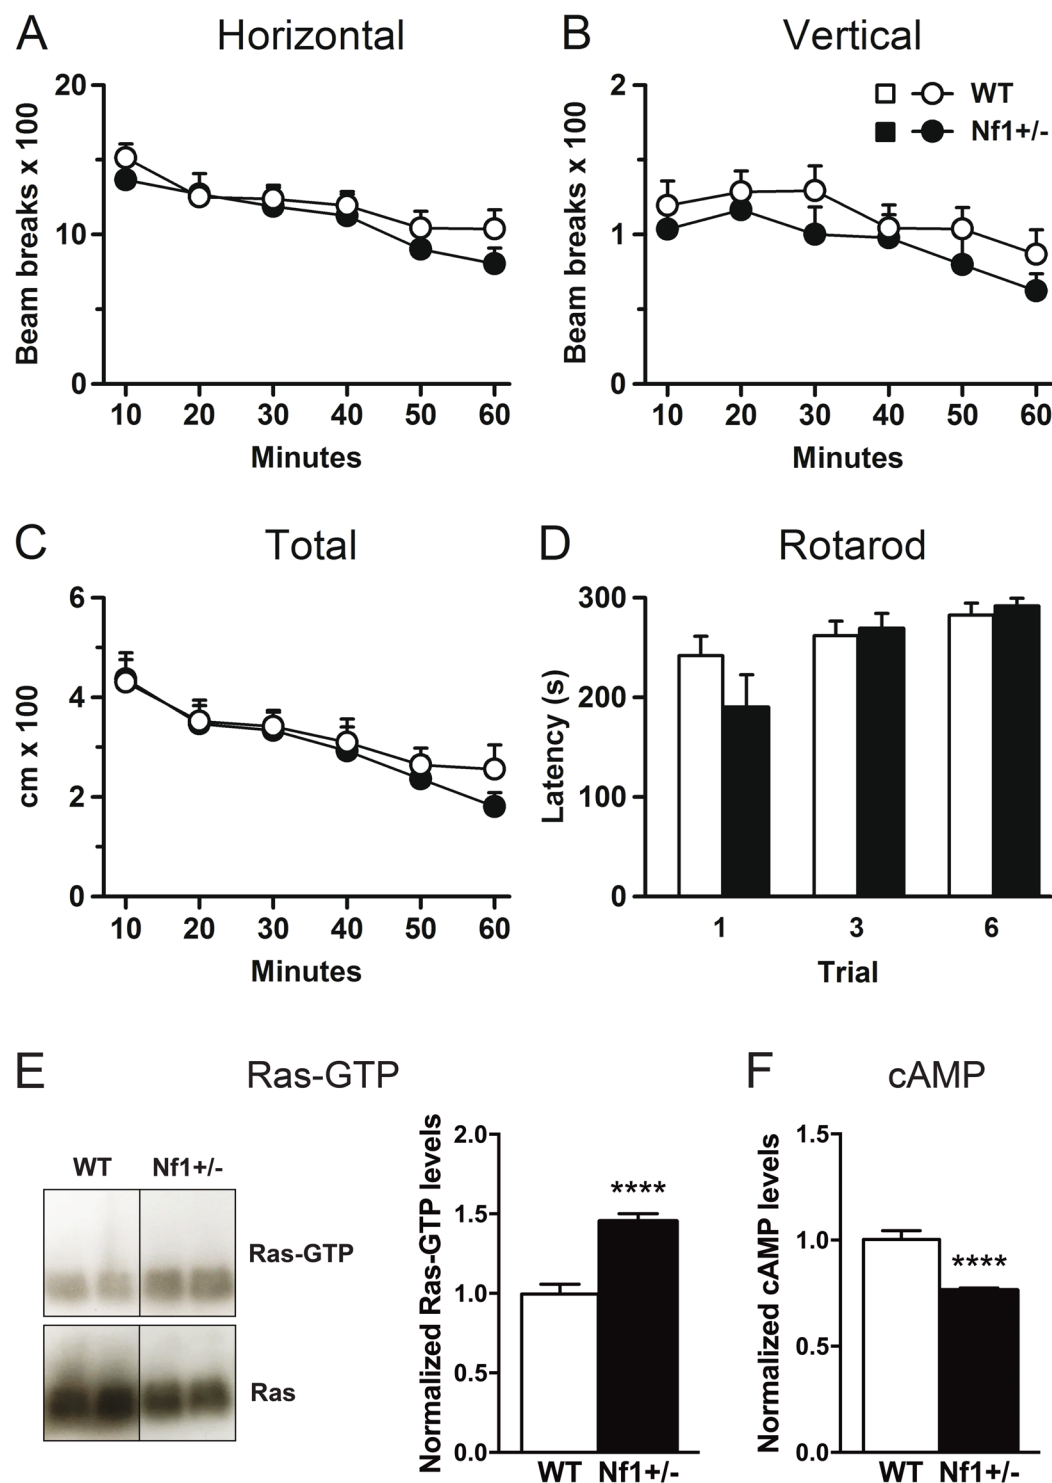 A Horizontal
20
10
0
Beam breaks x 100
10 20 30 40 50 60
Minutes
B Vertical
2
1
0
Beam breaks x 100
WT
Nf1+/-
10 20 30 40 50 60
Minutes
C Total
6
4
2
0
cm x 100
10 20 30 40 50 60
Minutes
D Rotarod
300
200
100
0
Latency (s)
1 3 6
Trial
E Ras-GTP
WT Nf1+/-
Ras-GTP
Ras
2.0
1.5
1.0
0.5
0.0
Normalized Ras-GTP levels
****
WT Nf1+/-
F cAMP
1.5
1.0
0.5
0.0
Normalized cAMP levels
****
WT Nf1+/-